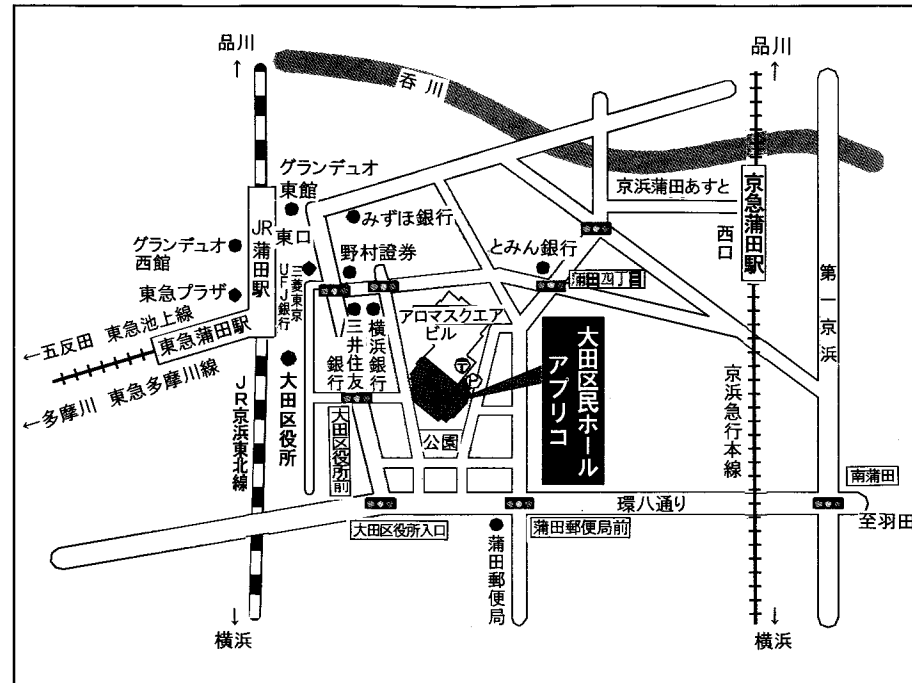 品川
↑
品川
↑
呑川
グランデュオ
東館
京浜蒲田あすと
京急蒲田駅
西口
みずほ銀行
JR
蒲田駅
東口
グランデュオ
西館
野村證券
とみん銀行
三菱東京
UFJ銀行
蒲田四丁目
第一京浜
東急プラザ
アロマスクエア
ビル
←五反田 東急池上線
東急蒲田駅
三井住友
銀行
横浜銀行
大田区民ホール
アプリコ
〒
P
←多摩川 東急多摩川線
大田区役所
JR京浜東北線
大田区役所前
公園
京浜急行本線
南蒲田
環八通り
至羽田
大田区役所入口
蒲田郵便局前
蒲田郵便局
↓
横浜
↓
横浜